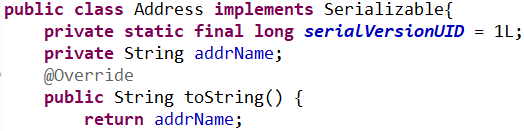 public class Address implements Serializable{
    private static final long serialVersionUID = 1L;
    private String addrName;
    @Override
    public String toString() {
        return addrName;